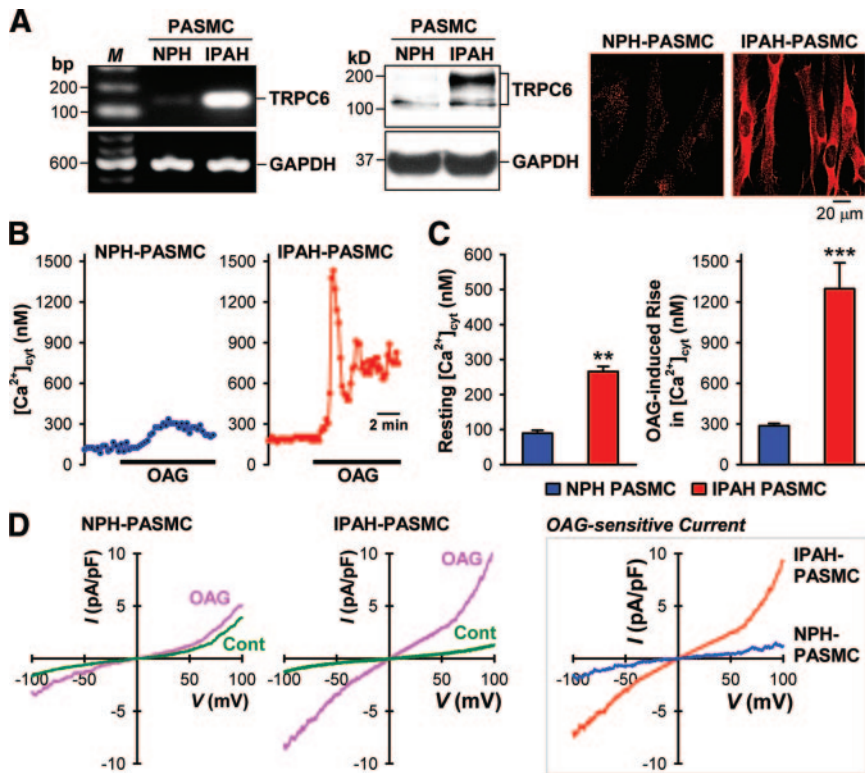 A
PASMC
M NPH IPAH
bp
200
100
TRPC6
600
GAPDH
PASMC
kD NPH IPAH
200
100
TRPC6
37
GAPDH
NPH-PASMC IPAH-PASMC
20 μm
B
NPH-PASMC
IPAH-PASMC
[Ca²⁺]cyt (nM)
1500
1200
900
600
300
0
OAG
1500
1200
900
600
300
0
2 min
OAG
C
Resting [Ca²⁺]cyt (nM)
600
500
400
300
200
100
0
**
OAG-induced Rise
in [Ca²⁺]cyt (nM)
1500
1200
900
600
300
0
***
NPH PASMC IPAH PASMC
D
NPH-PASMC
I (pA/pF)
10
5
-5
-10
-100 -50 50 100
V (mV)
OAG
Cont
IPAH-PASMC
I (pA/pF)
10
5
-5
-10
-100 -50 50 100
V (mV)
OAG
Cont
OAG-sensitive Current
I (pA/pF)
10
5
-5
-10
-100 -50 50 100
V (mV)
IPAH-
PASMC
NPH-
PASMC